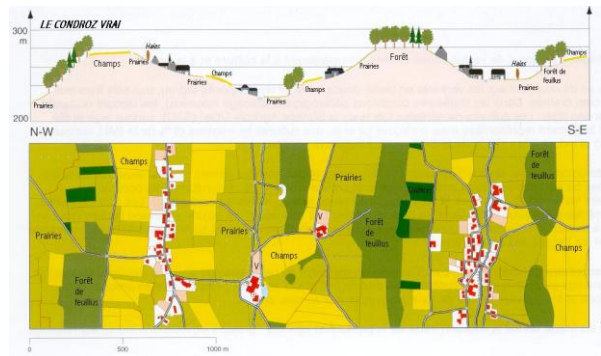 LE CONDROZ VRAI
300
m
200
Prairies
Champs
Prairies
Haies
Prairies
Champs
Prairies
Champs
Prairies
Forêt
Prairies
Haies
Prairies
Forêt de
feuillus
Champs
N-W
S-E
Champs
Prairies
Forêt
de
feuillus
Prairies
Prairies
Champs
V
V
Prairies
Forêt
de
feuillus
Forêt
de
feuillus
Champs
0
500
1000 m